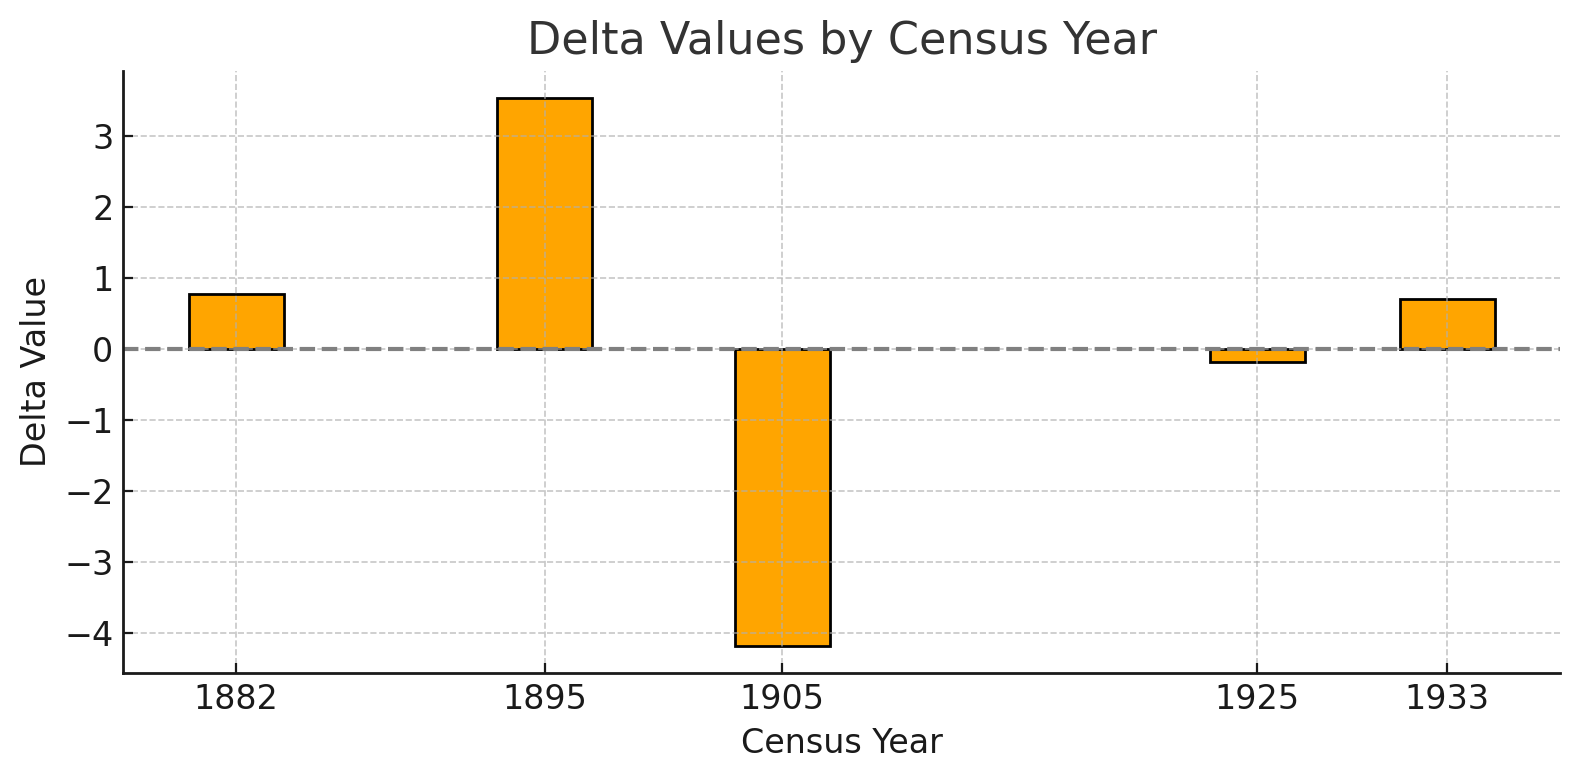 Delta Values by Census Year
Delta Value
3
2
1
0
−1
−2
−3
−4
1882 1895 1905 1925 1933
Census Year